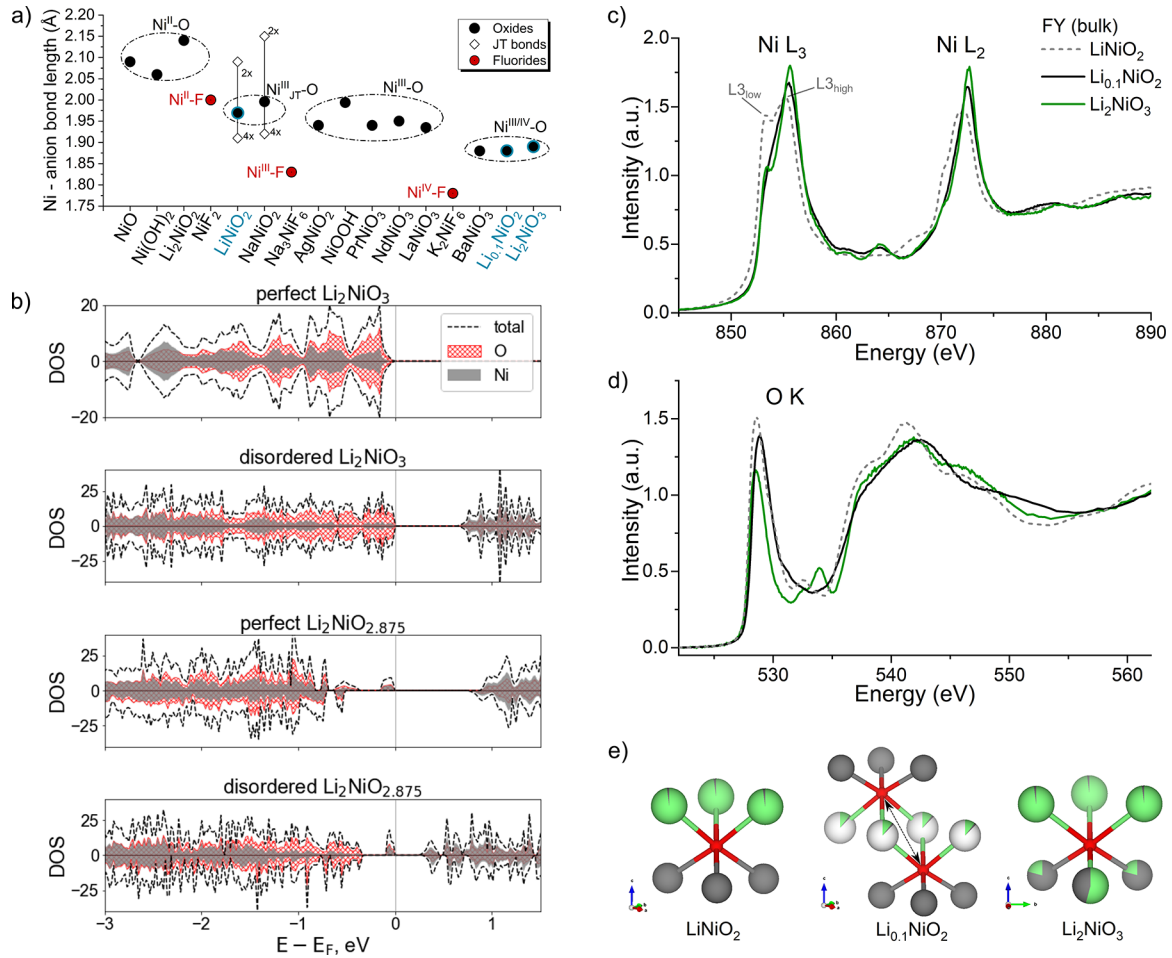 a)
Ni - anion bond length (Å)
2.20
2.15
2.10
2.05
2.00
1.95
1.90
1.85
1.80
1.75
Ni^II-O
Ni^II-F
2x
4x
2x
4x
Ni^III_JT-O
Ni^III-O
Ni^III-F
Ni^IV-F
Ni^III/IV-O
Oxides
JT bonds
Fluorides
NiO
Ni(OH)2
Li2NiO2
NiF2
LiNiO2
NaNiO2
Na3NiF6
AgNiO2
NiOOH
PrNiO3
NdNiO3
LaNiO3
K2NiF6
BaNiO3
Li0.1NiO2
Li2NiO3
b)
perfect Li2NiO3
DOS
20
0
−20
total
O
Ni
disordered Li2NiO3
DOS
25
0
−25
perfect Li2NiO2.875
DOS
25
0
−25
disordered Li2NiO2.875
DOS
25
0
−25
−3 −2 −1 0 1
E − EF, eV
c)
Ni L3
Ni L2
FY (bulk)
LiNiO2
Li0.1NiO2
Li2NiO3
L3low
L3high
Intensity (a.u.)
2.0
1.5
1.0
0.5
0.0
850 860 870 880 890
Energy (eV)
d)
O K
Intensity (a.u.)
1.5
1.0
0.5
0.0
530 540 550 560
Energy (eV)
e)
c
b
a
LiNiO2
c
b
a
Li0.1NiO2
c
b
Li2NiO3